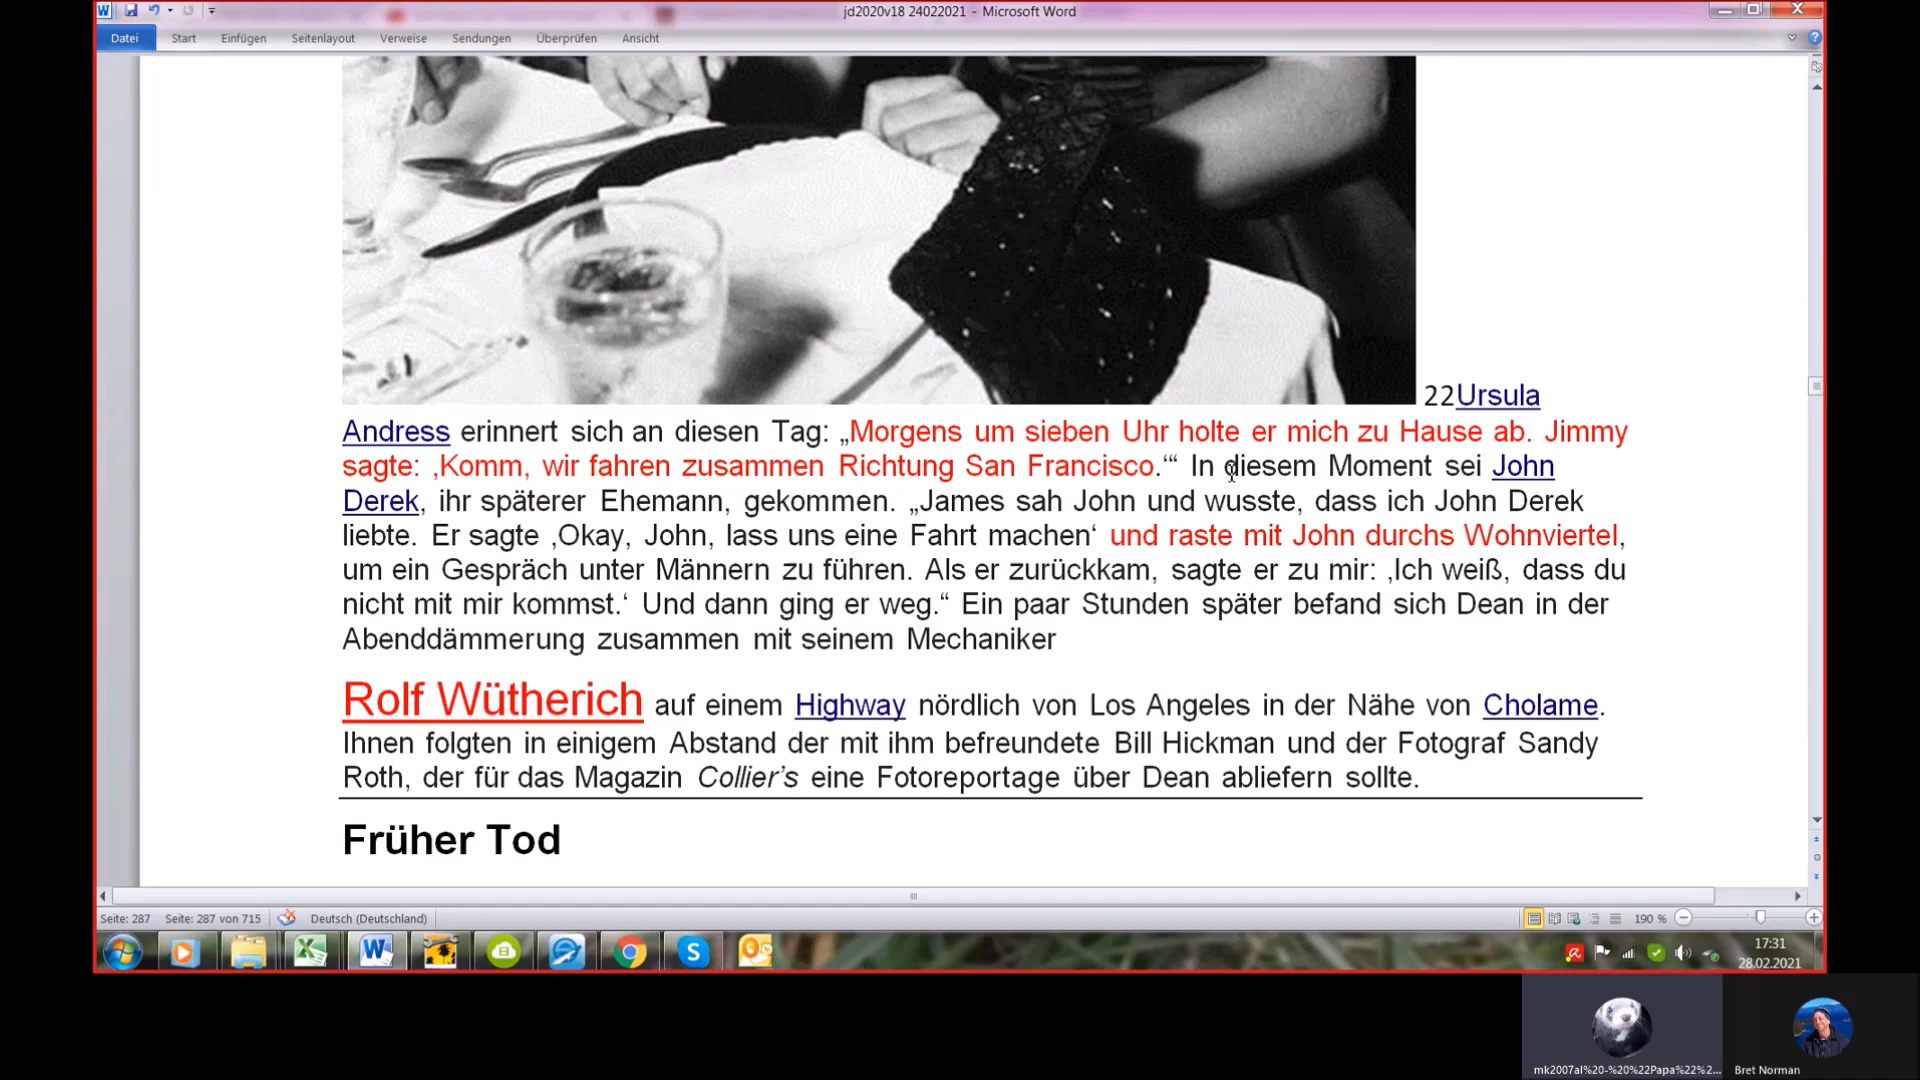 jd2020v18 24022021 - Microsoft Word
Datei Start Einfügen Seitenlayout Verweise Sendungen Überprüfen Ansicht
22Ursula
Andress erinnert sich an diesen Tag: „Morgens um sieben Uhr holte er mich zu Hause ab. Jimmy
sagte: ‚Komm, wir fahren zusammen Richtung San Francisco.‘“ In diesem Moment sei John
Derek, ihr späterer Ehemann, gekommen. „James sah John und wusste, dass ich John Derek
liebte. Er sagte ‚Okay, John, lass uns eine Fahrt machen‘ und raste mit John durchs Wohnviertel,
um ein Gespräch unter Männern zu führen. Als er zurückkam, sagte er zu mir: ‚Ich weiß, dass du
nicht mit mir kommst.‘ Und dann ging er weg.“ Ein paar Stunden später befand sich Dean in der
Abenddämmerung zusammen mit seinem Mechaniker
Rolf Wütherich auf einem Highway nördlich von Los Angeles in der Nähe von Cholame.
Ihnen folgten in einigem Abstand der mit ihm befreundete Bill Hickman und der Fotograf Sandy
Roth, der für das Magazin Collier’s eine Fotoreportage über Dean abliefern sollte.
Früher Tod
Seite: 287 Seite: 287 von 715 Deutsch (Deutschland) 190 %
17:31
28.02.2021
mk2007al%20-%20%22Papa%22%2... Bret Norman